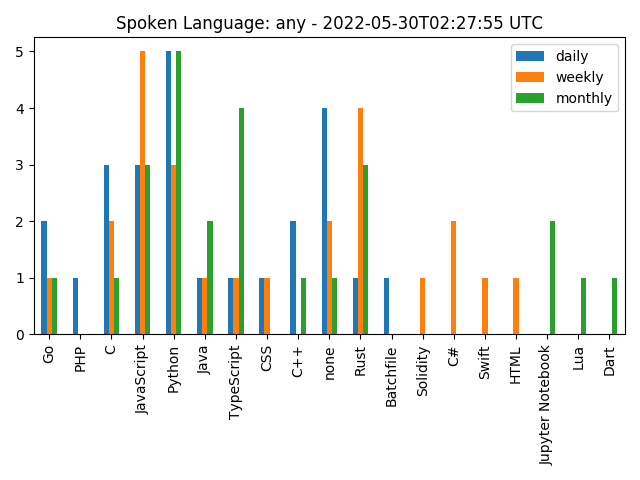 Spoken Language: any - 2022-05-30T02:27:55 UTC
daily
weekly
monthly
5
4
3
2
1
0
Go
PHP
C
JavaScript
Python
Java
TypeScript
CSS
C++
none
Rust
Batchfile
Solidity
C#
Swift
HTML
Jupyter Notebook
Lua
Dart